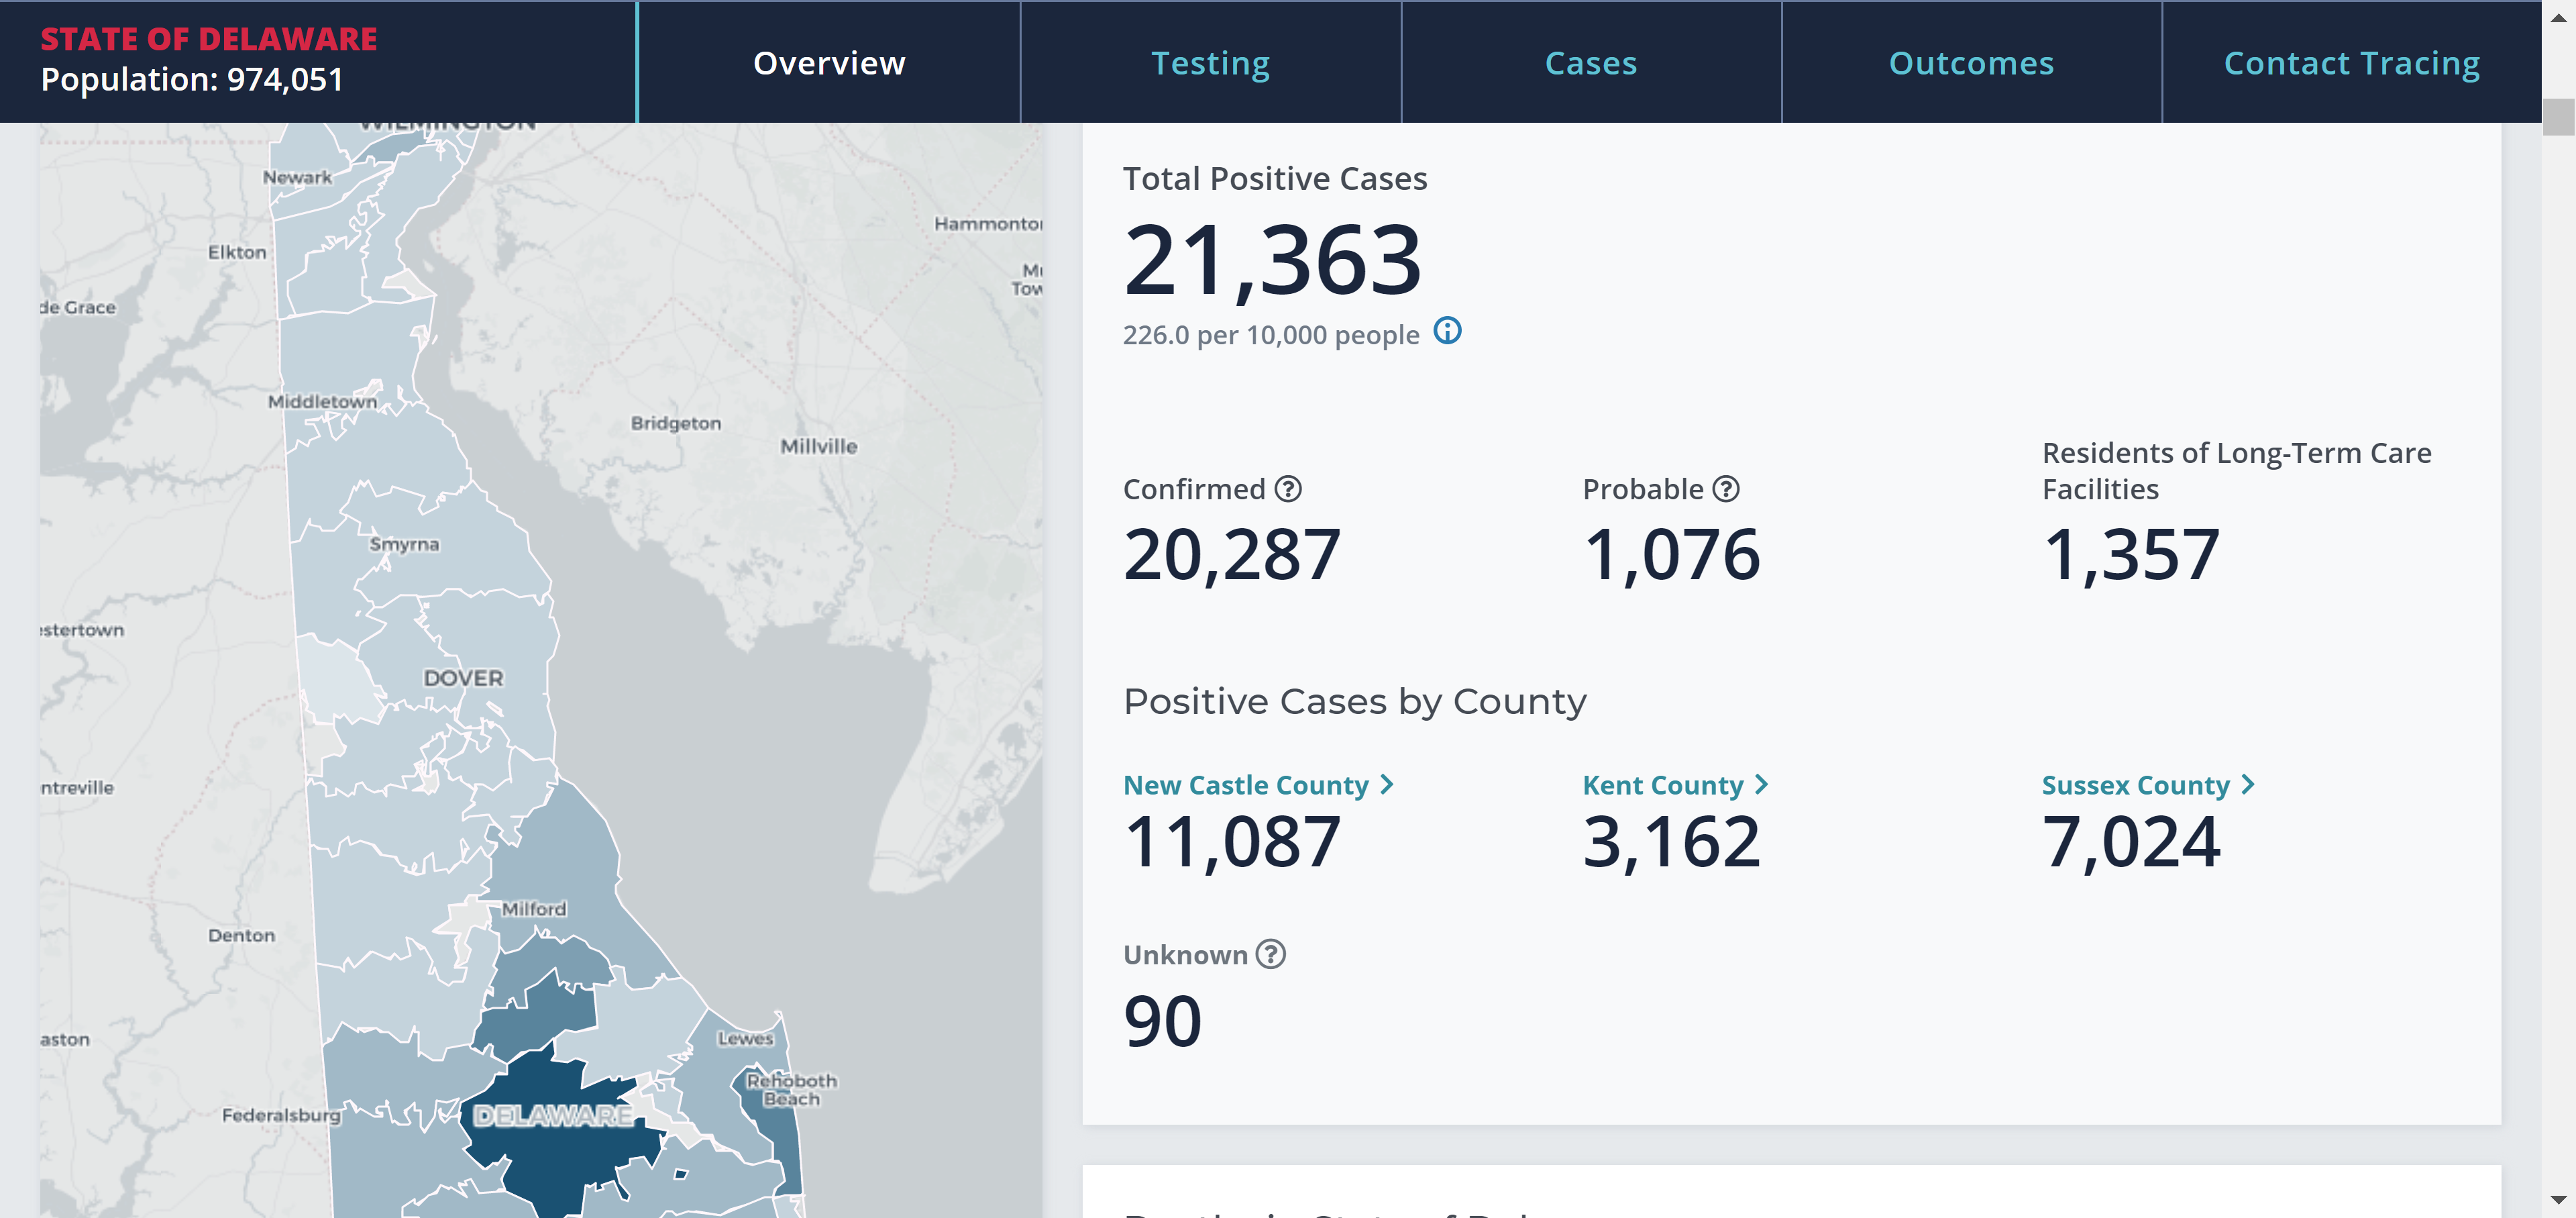 STATE OF DELAWARE
Population: 974,051
Overview
Testing
Cases
Outcomes
Contact Tracing
WILMINGTON
Newark
Elkton
de Grace
Hammonto
Tow
Middletown
Bridgeton
Millville
Smyrna
stertown
DOVER
ntreville
Milford
Denton
aston
Lewes
Rehoboth
Beach
Federalsburg
DELAWARE
Total Positive Cases
21,363
226.0 per 10,000 people
Confirmed
20,287
Probable
1,076
Residents of Long-Term Care
Facilities
1,357
Positive Cases by County
New Castle County
11,087
Kent County
3,162
Sussex County
7,024
Unknown
90